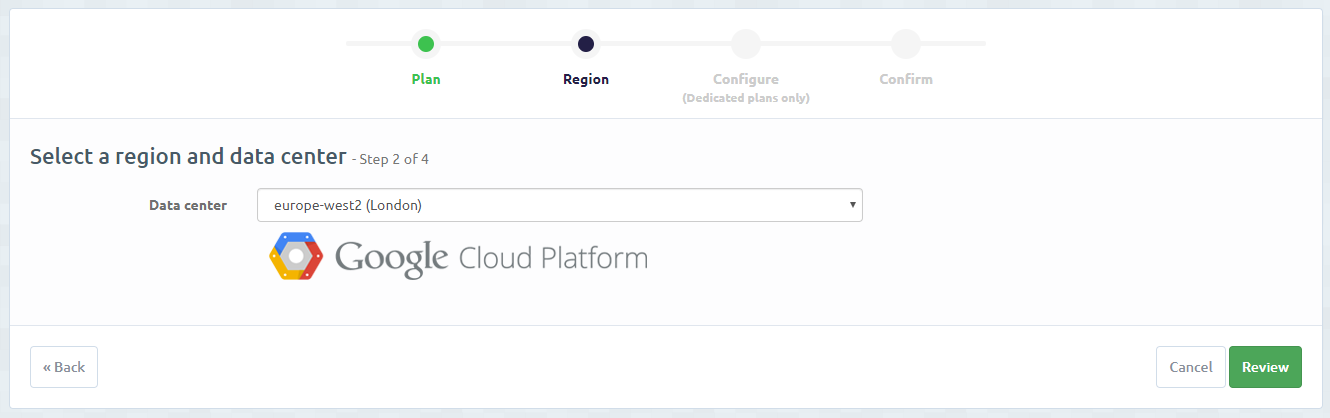 Plan Region Configure Confirm
(Dedicated plans only)
Select a region and data center - Step 2 of 4
Data center europe-west2 (London)
Google Cloud Platform
« Back Cancel Review